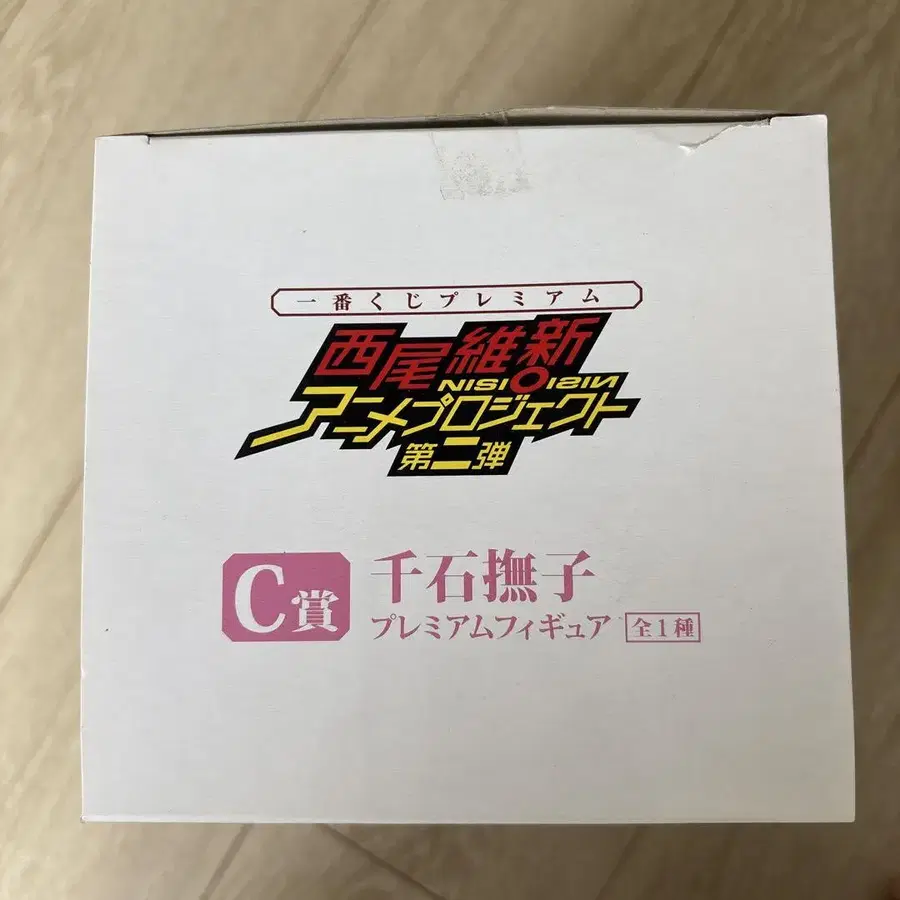 一番くじプレミアム
西尾維新
NISIOISIN
アニメプロジェクト
第二弾
C賞
千石撫子
プレミアムフィギュア 全1種